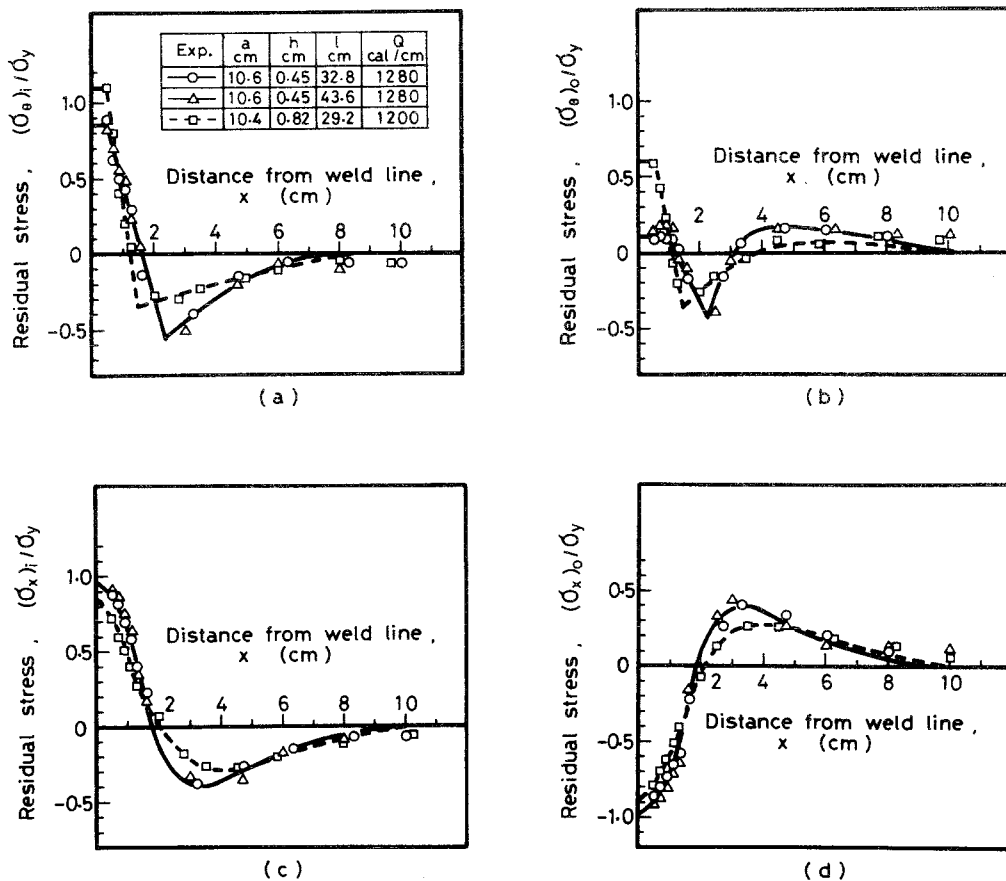 Residual stress , (σθ)i/σy
1.0
0.5
0
-0.5
Exp. a cm h cm l cm Q cal/cm
10.6 0.45 32.8 1280
10.6 0.45 43.6 1280
10.4 0.82 29.2 1200
Distance from weld line ,
x (cm)
2 4 6 8 10
(a)
Residual stress , (σθ)o/σy
1.0
0.5
0
-0.5
Distance from weld line ,
x (cm)
2 4 6 8 10
(b)
Residual stress , (σx)i/σy
1.0
0.5
0
-0.5
Distance from weld line ,
x (cm)
2 4 6 8 10
(c)
Residual stress , (σx)o/σy
0.5
0
-0.5
-1.0
2 4 6 8 10
Distance from weld line ,
x (cm)
(d)